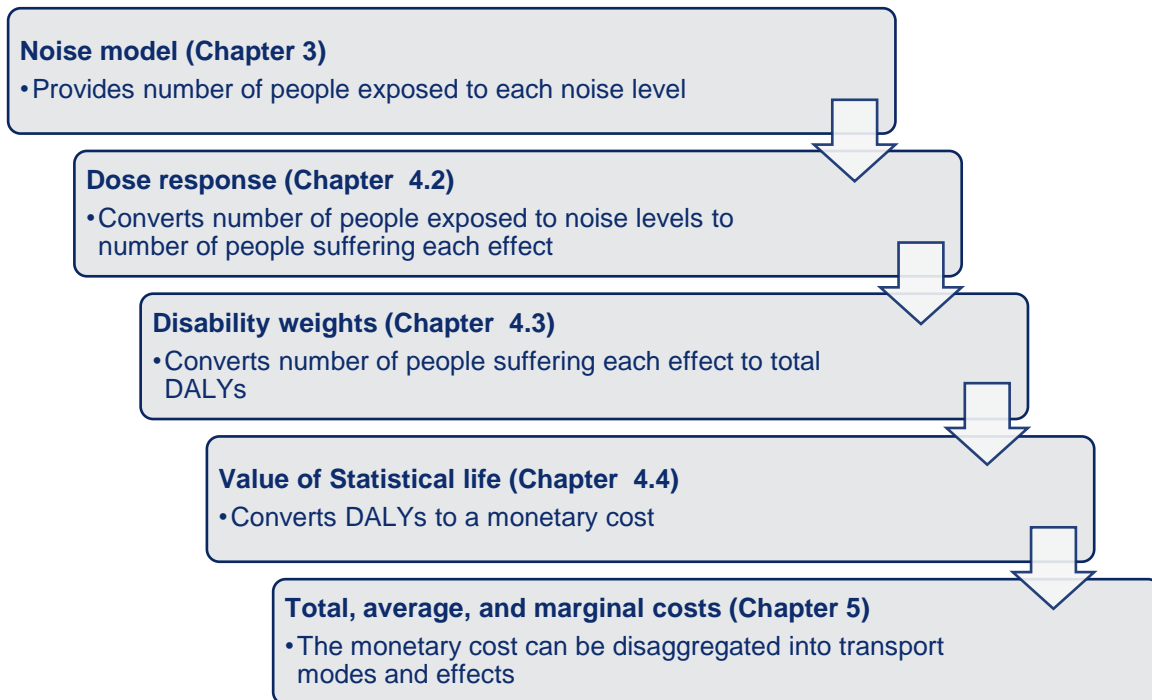 Noise model (Chapter 3)
•Provides number of people exposed to each noise level
Dose response (Chapter 4.2)
•Converts number of people exposed to noise levels to
number of people suffering each effect
Disability weights (Chapter 4.3)
•Converts number of people suffering each effect to total
DALYs
Value of Statistical life (Chapter 4.4)
•Converts DALYs to a monetary cost
Total, average, and marginal costs (Chapter 5)
•The monetary cost can be disaggregated into transport
modes and effects